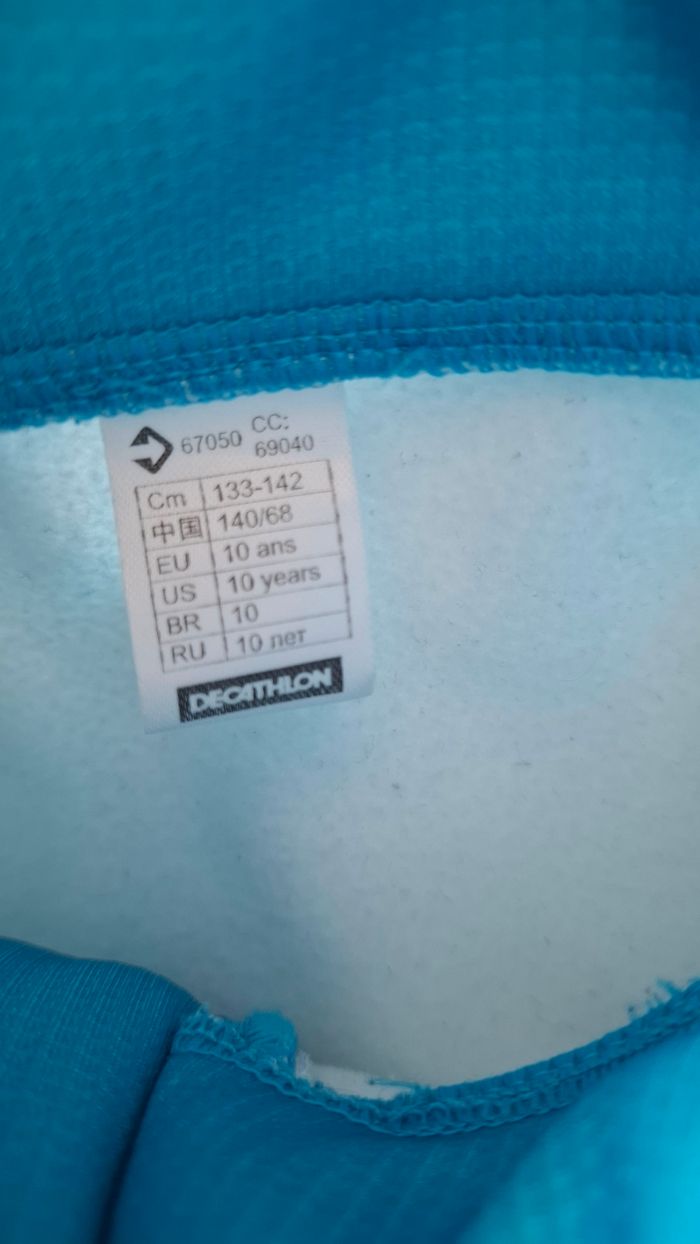 67050 CC:
69040
Cm 133-142
中国 140/68
EU 10 ans
US 10 years
BR 10
RU 10 лет
DECATHLON